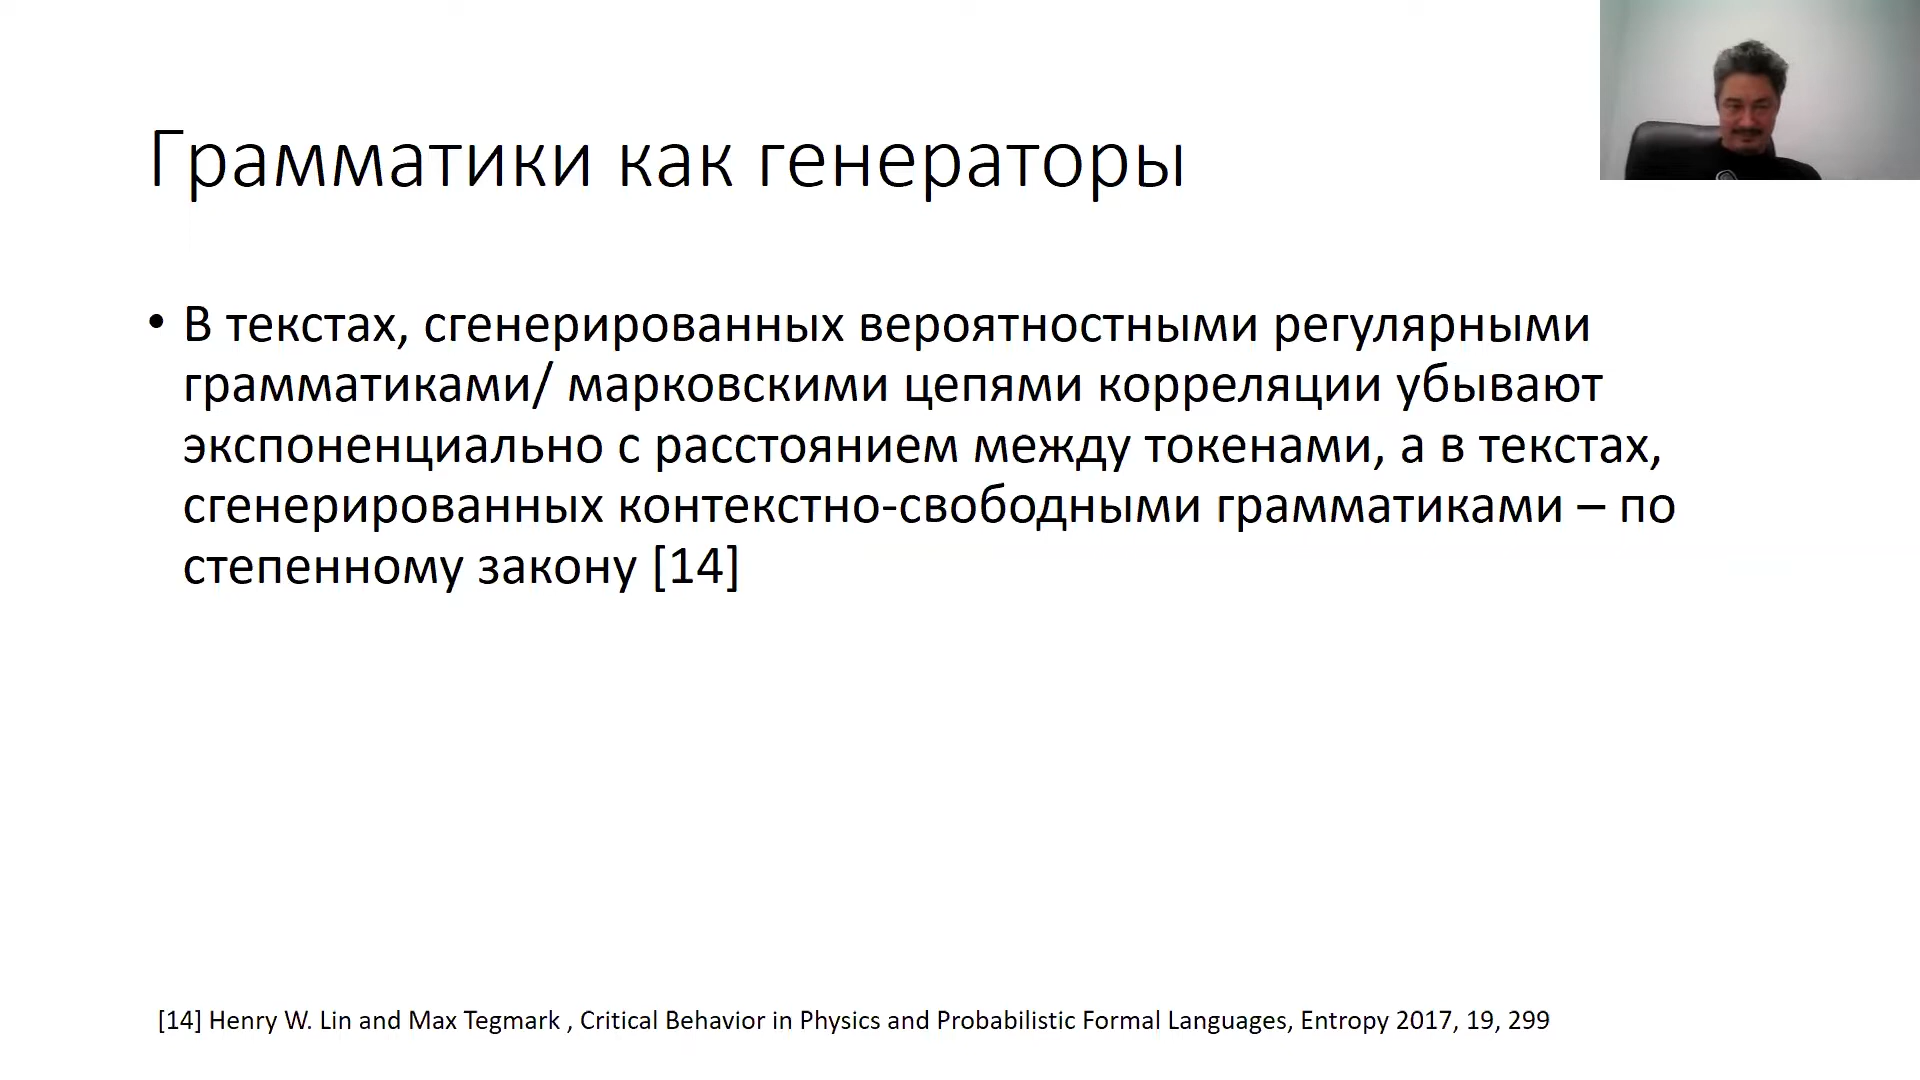 Грамматики как генераторы
• В текстах, сгенерированных вероятностными регулярными
грамматиками/ марковскими цепями корреляции убывают
экспоненциально с расстоянием между токенами, а в текстах,
сгенерированных контекстно-свободными грамматиками – по
степенному закону [14]
[14] Henry W. Lin and Max Tegmark , Critical Behavior in Physics and Probabilistic Formal Languages, Entropy 2017, 19, 299